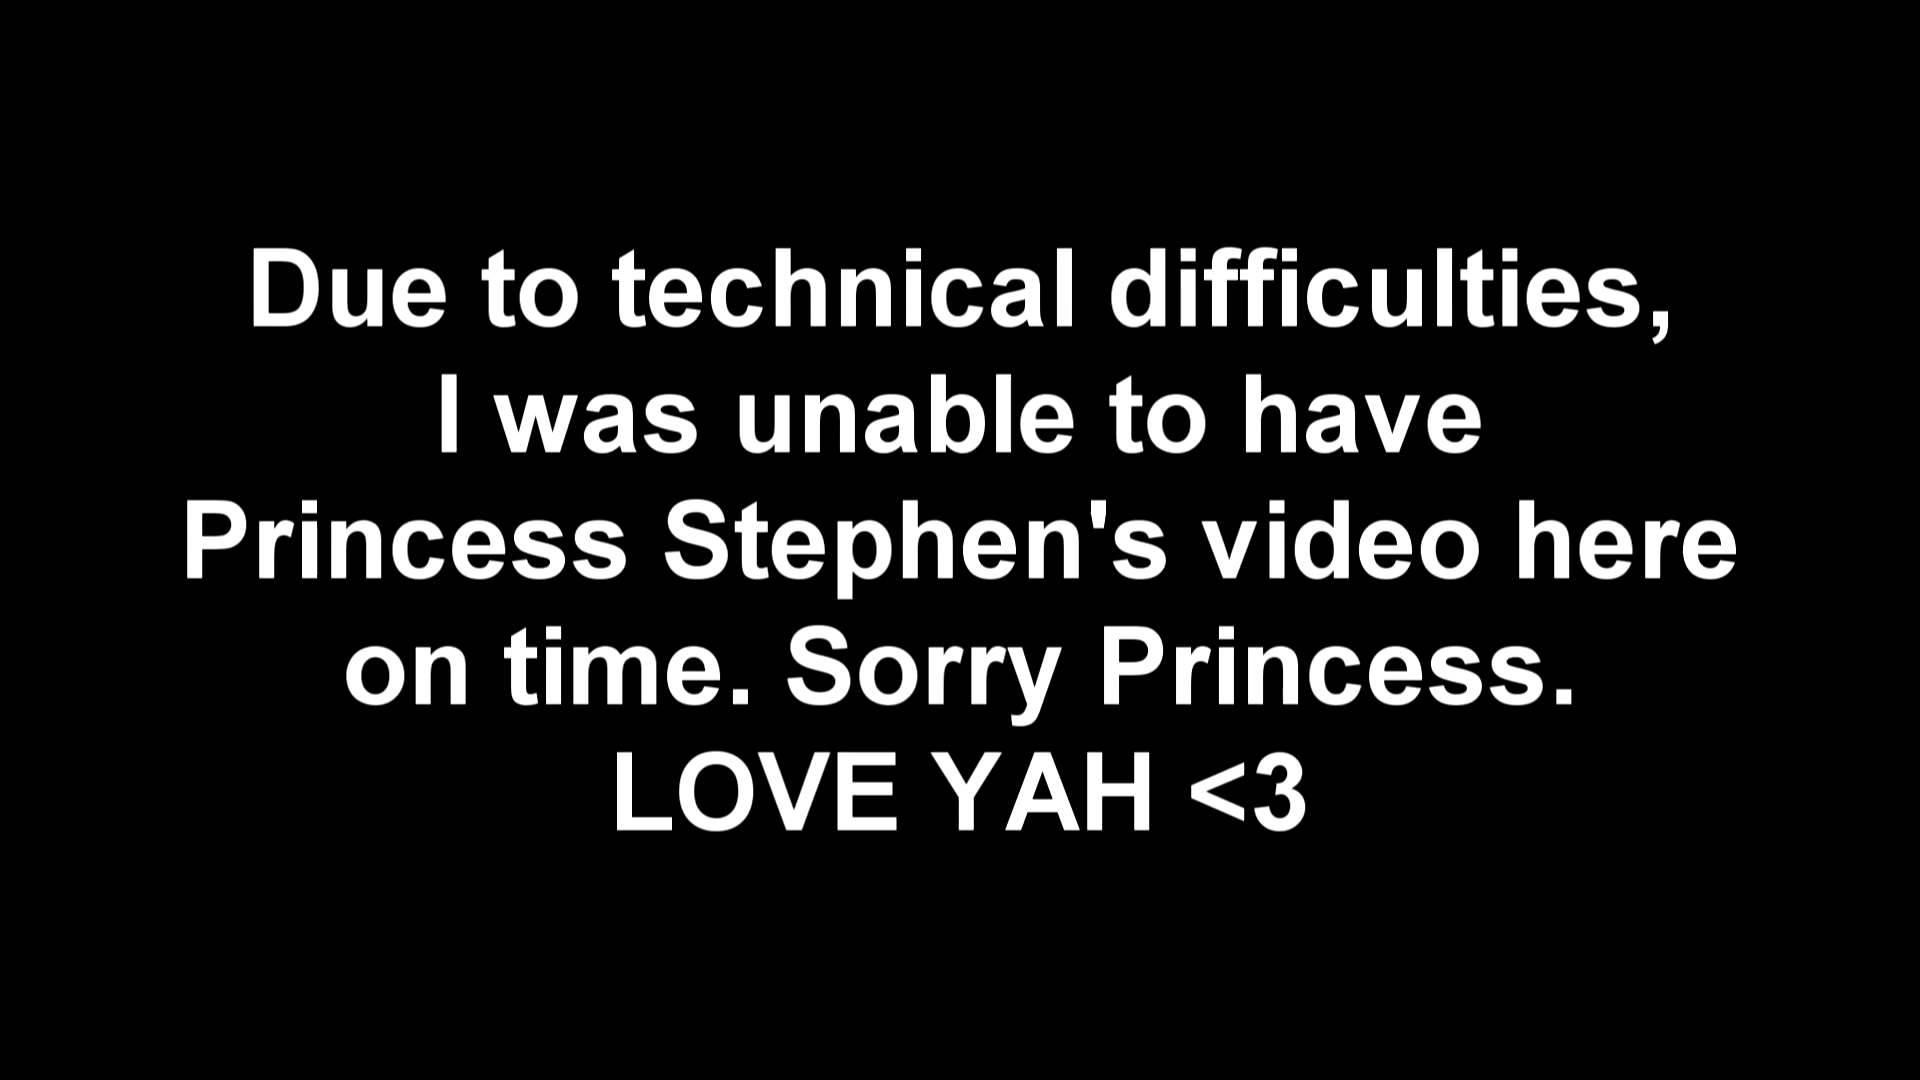 Due to technical difficulties,
I was unable to have
Princess Stephen's video here
on time. Sorry Princess.
LOVE YAH <3